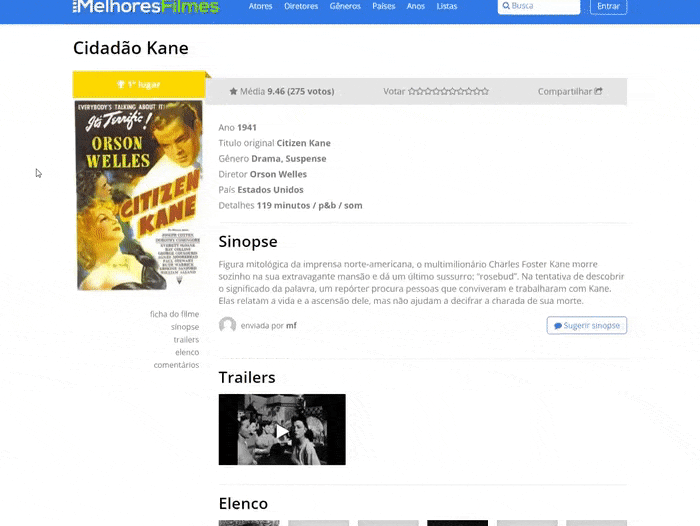 MelhoresFilmes
Atores Diretores Gêneros Países Anos Listas
Busca
Entrar
Cidadão Kane
1º lugar
Média 9.46 (275 votos)
Votar
Compartilhar
EVERYBODY'S TALKING ABOUT IT!
It's Terrific!
ORSON
WELLES
CITIZEN
KANE
Ano 1941
Título original Citizen Kane
Gênero Drama, Suspense
Diretor Orson Welles
País Estados Unidos
Detalhes 119 minutos / p&b / som
Sinopse
Figura mitológica da imprensa norte-americana, o multimilionário Charles Foster Kane morre
sozinho na sua extravagante mansão e dá um último sussurro: "rosebud". Na tentativa de descobrir
o significado da palavra, um repórter procura pessoas que conviveram e trabalharam com Kane.
Elas relatam a vida e a ascensão dele, mas não ajudam a decifrar a charada de sua morte.
enviada por mf
Sugerir sinopse
ficha do filme
sinopse
trailers
elenco
comentários
Trailers
Elenco